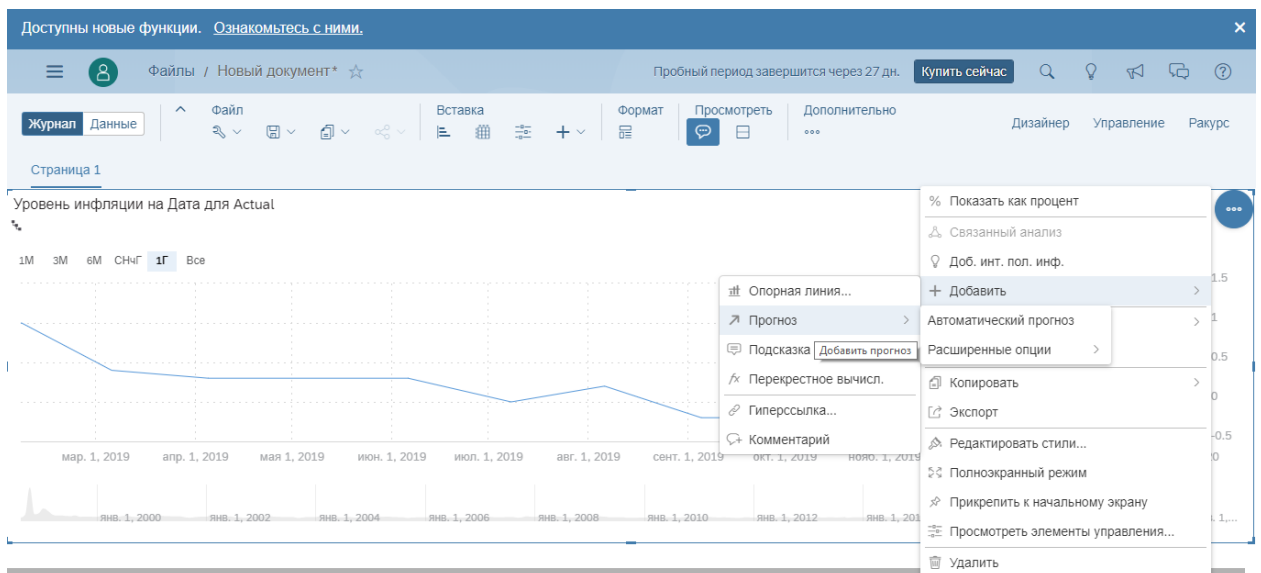 Доступны новые функции. Ознакомьтесь с ними.
Файлы / Новый документ*
Пробный период завершится через 27 дн. Купить сейчас
Журнал Данные
Файл Вставка Формат Просмотреть Дополнительно
Дизайнер Управление Ракурс
Страница 1
Уровень инфляции на Дата для Actual
1М 3М 6М СНчГ 1Г Все
% Показать как процент
Связанный анализ
Доб. инт. пол. инф.
+ Добавить
Опорная линия...
Прогноз
Подсказка
Добавить прогноз
fx Перекрестное вычисл.
Гиперссылка...
Комментарий
Автоматический прогноз
Расширенные опции
Копировать
Экспорт
Редактировать стили...
Полноэкранный режим
Прикрепить к начальному экрану
Просмотреть элементы управления...
Удалить
1.5
1
0.5
0
-0.5
мар. 1, 2019 апр. 1, 2019 мая 1, 2019 июн. 1, 2019 июл. 1, 2019 авг. 1, 2019 сент. 1, 2019 окт. 1, 2019 нояб. 1, 2019
янв. 1, 2000 янв. 1, 2002 янв. 1, 2004 янв. 1, 2006 янв. 1, 2008 янв. 1, 2010 янв. 1, 2012 янв. 1, 201